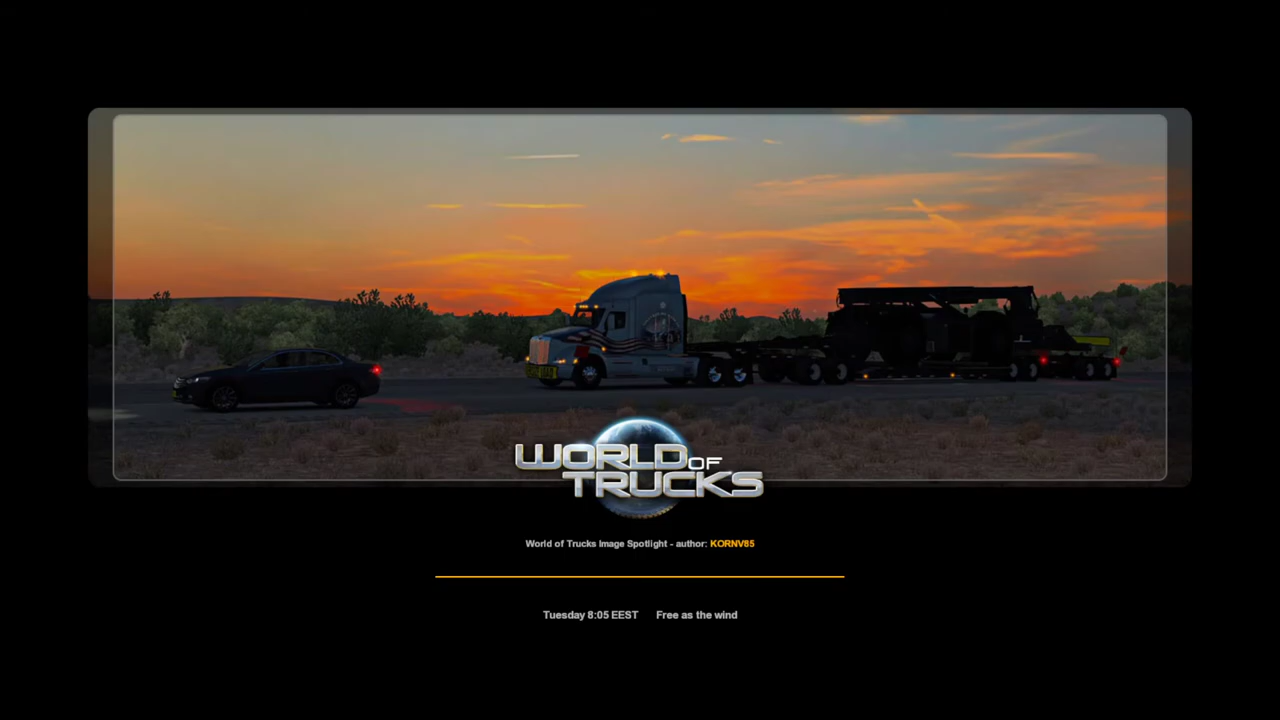 WORLD OF
TRUCKS
World of Trucks Image Spotlight - author: KORNV85
Tuesday 8:05 EEST Free as the wind